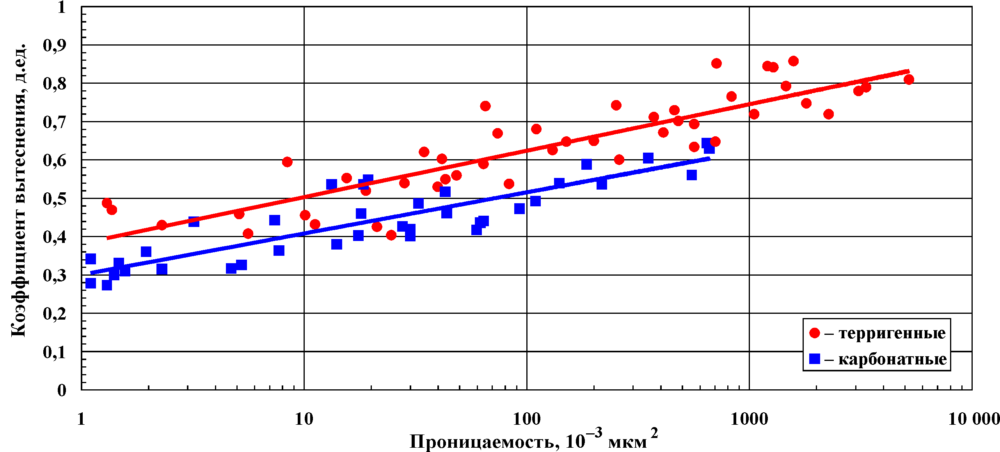 Коэффициент вытеснения, д.ед.
1
0,9
0,8
0,7
0,6
0,5
0,4
0,3
0,2
0,1
0
– терригенные
– карбонатные
1 10 100 1000 10 000
Проницаемость, 10⁻³ мкм²